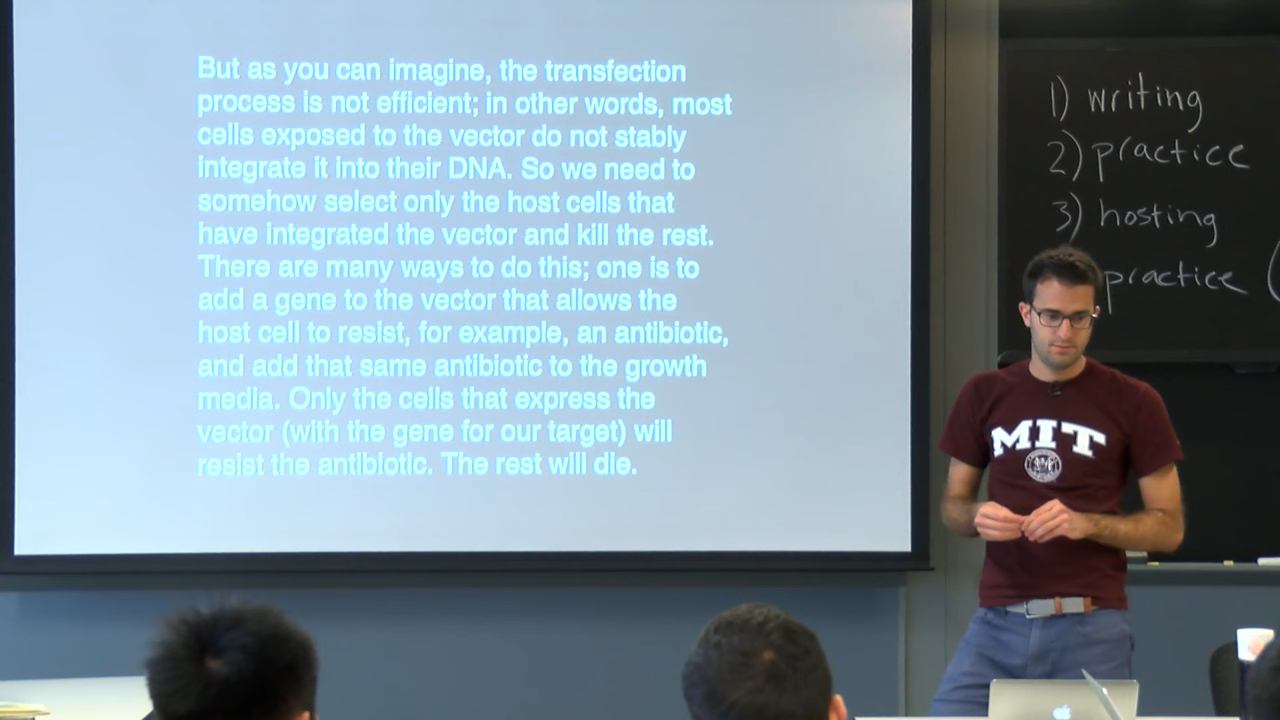 But as you can imagine, the transfection
process is not efficient; in other words, most
cells exposed to the vector do not stably
integrate it into their DNA. So we need to
somehow select only the host cells that
have integrated the vector and kill the rest.
There are many ways to do this; one is to
add a gene to the vector that allows the
host cell to resist, for example, an antibiotic,
and add that same antibiotic to the growth
media. Only the cells that express the
vector (with the gene for our target) will
resist the antibiotic. The rest will die.
1) writing
2) practice
3) hosting
practice (
MIT